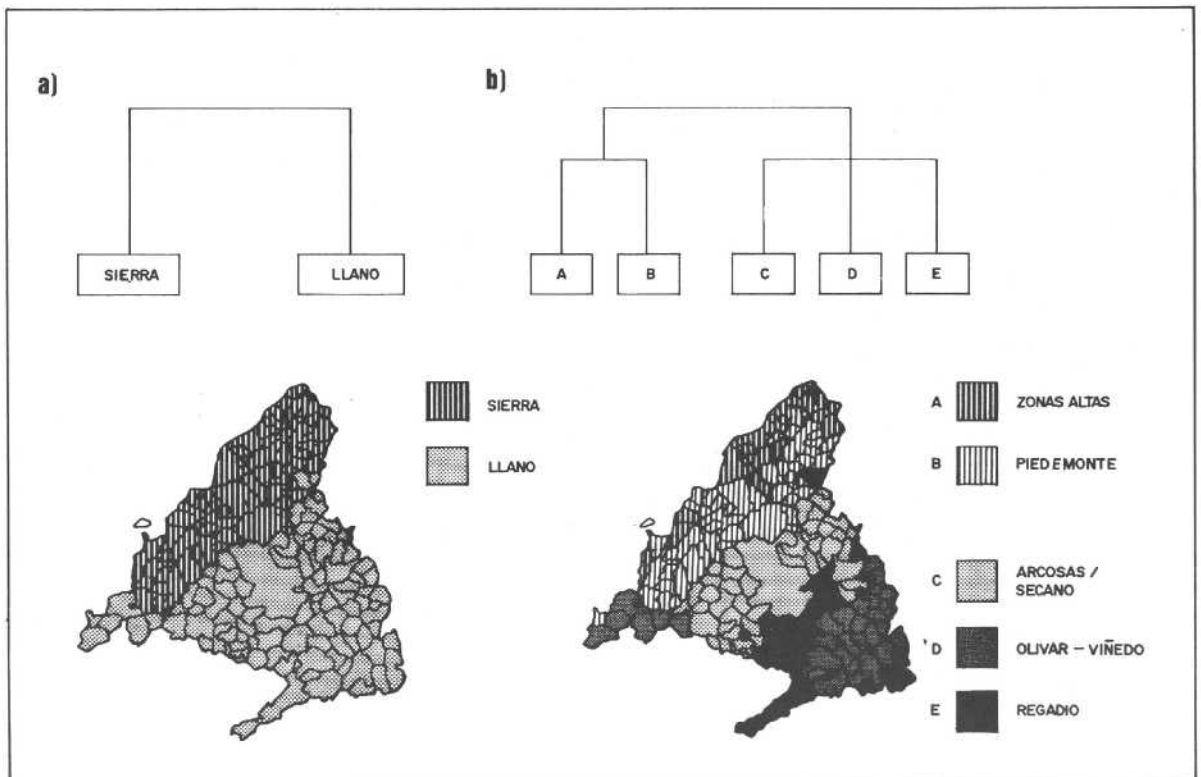 a)
SIERRA
LLANO
SIERRA
LLANO
b)
A
B
C
D
E
A ZONAS ALTAS
B PIEDEMONTE
C ARCOSAS /
SECANO
D OLIVAR – VIÑEDO
E REGADIO